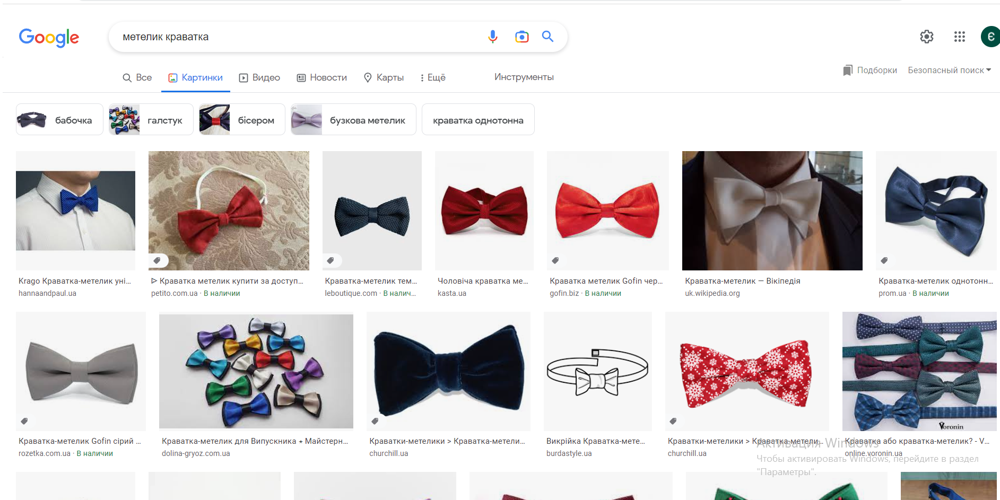 Google
метелик краватка
Є
Все
Картинки
Видео
Новости
Карты
Ещё
Инструменты
Подборки
Безопасный поиск
бабочка
галстук
бісером
бузкова метелик
краватка однотонна
Krago Краватка-метелик уні...
hannaandpaul.ua
ᐉ Краватка метелик купити за доступ...
petito.com.ua · В наличии
Краватка-метелик тем...
leboutique.com · В налич...
Чоловіча краватка ме...
kasta.ua
Краватка метелик Gofin чер...
gofin.biz · В наличии
Краватка-метелик — Вікіпедія
uk.wikipedia.org
Краватка-метелик однотонн...
prom.ua · В наличии
Voronin
Краватка-метелик Gofin сірий ...
rozetka.com.ua · В наличии
Краватка-метелик для Випускника ⋆ Майстерн...
dolina-gryoz.com.ua
Краватки-метелики > Краватка-метели...
churchill.ua
Викрійка Краватка-мете...
burdastyle.ua
Краватки-метелики > Краватка-метели...
churchill.ua
Краватка або краватка-метелик? - V...
online.voronin.ua
Активация Windows
Чтобы активировать Windows, перейдите в раздел
"Параметры".